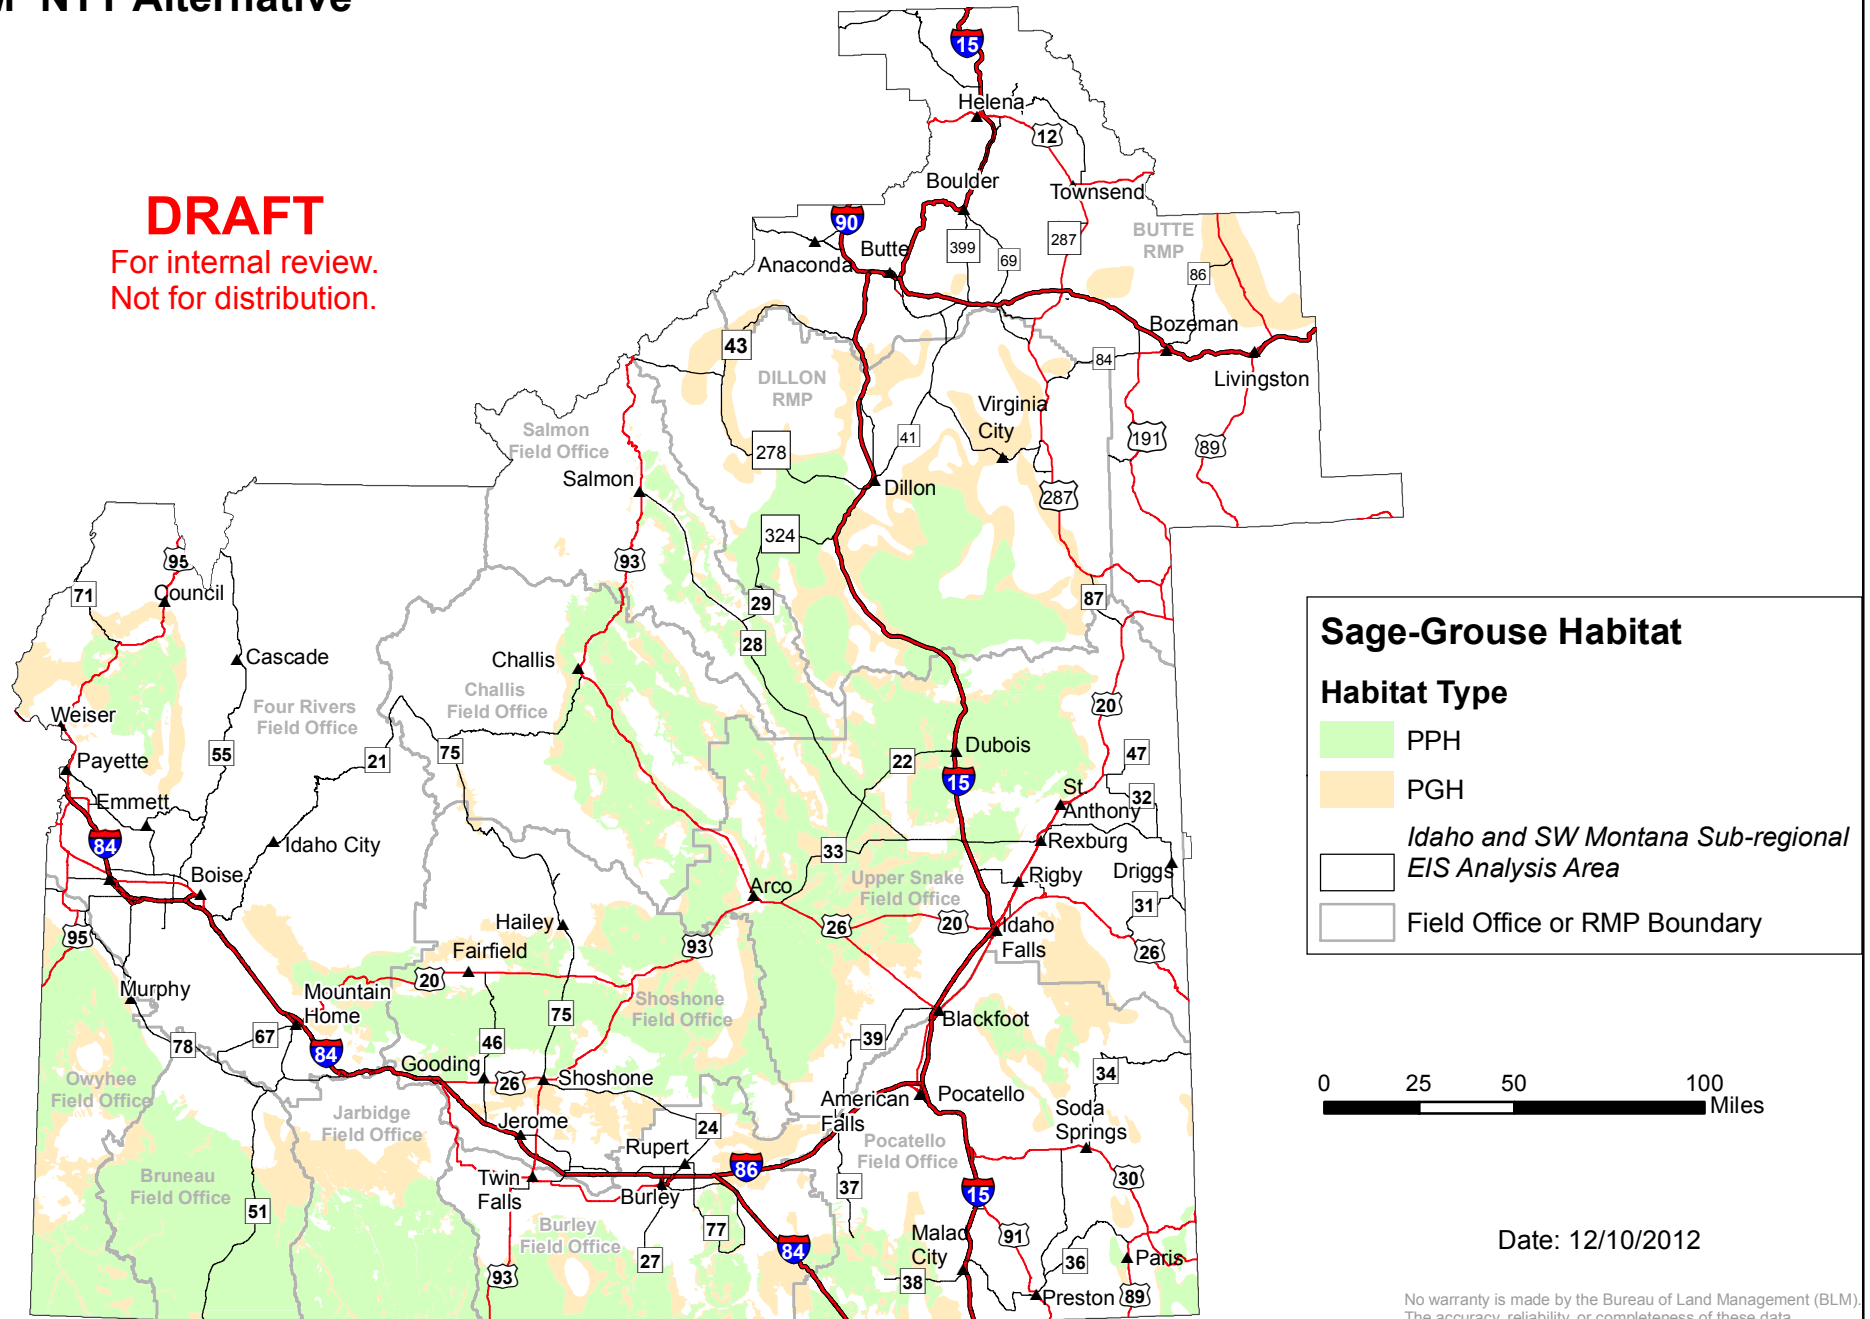 NTT Alternative
DRAFT
For internal review.
Not for distribution.
15
Helena
12
Boulder
Townsend
90
399
287
BUTTE
RMP
Butte
69
Anaconda
86
Bozeman
43
84
Livingston
DILLON
RMP
Virginia
City
Salmon
Field Office
41
191
89
278
Salmon
Dillon
287
324
95
93
71
Council
29
87
28
Cascade
Challis
Challis
Field Office
Four Rivers
Field Office
20
Weiser
Payette
55
21
75
22
Dubois
47
15
St.
Anthony
32
Emmett
84
Idaho City
33
Rexburg
Boise
Arco
Upper Snake
Field Office
Rigby
Driggs
31
Hailey
26
20
Idaho
Falls
95
93
26
Fairfield
20
Murphy
Mountain
Home
Shoshone
Field Office
75
Blackfoot
67
46
39
78
84
Gooding
26
Shoshone
34
Owyhee
Field Office
American
Falls
Pocatello
Jarbidge
Field Office
Jerome
24
Soda
Springs
Rupert
Pocatello
Field Office
86
Bruneau
Field Office
Twin
Falls
Burley
37
15
30
51
Burley
Field Office
77
84
Malad
City
91
27
36
Paris
93
38
Preston
89
Sage-Grouse Habitat
Habitat Type
PPH
PGH
Idaho and SW Montana Sub-regional
EIS Analysis Area
Field Office or RMP Boundary
0 25 50 100
Miles
Date: 12/10/2012
No warranty is made by the Bureau of Land Management (BLM).
The accuracy, reliability, or completeness of these data